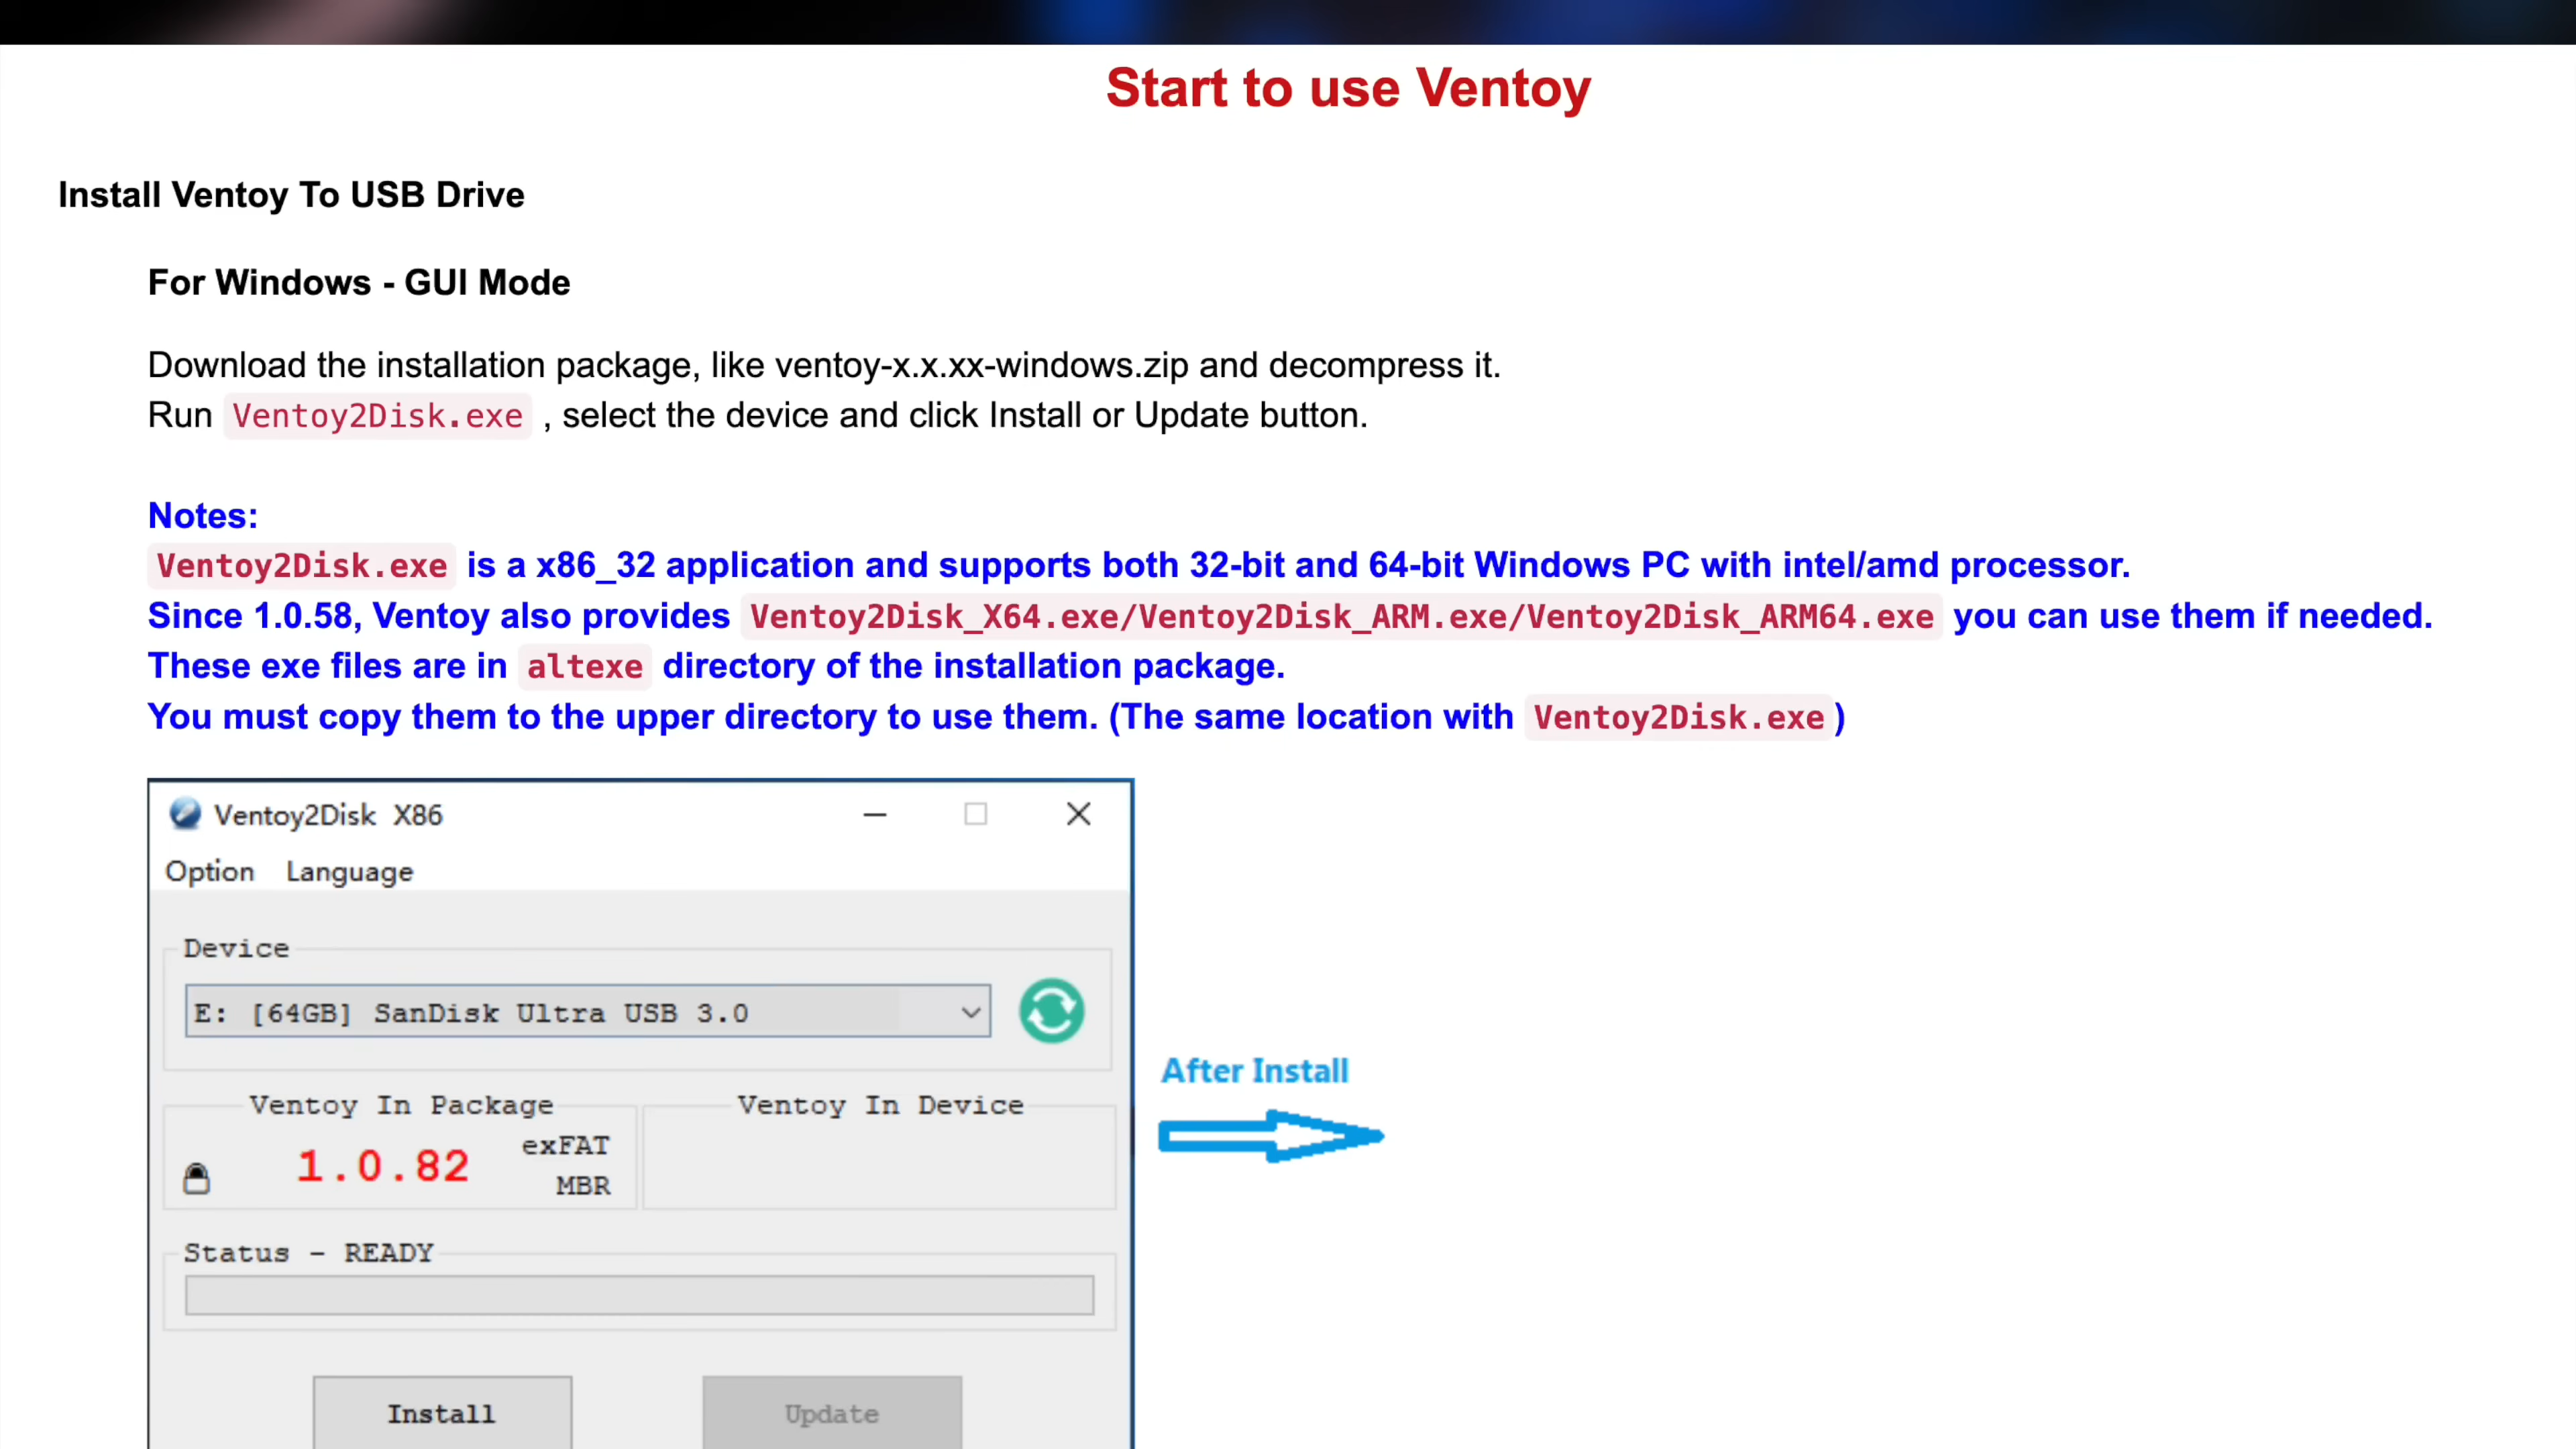 Start to use Ventoy
Install Ventoy To USB Drive
For Windows - GUI Mode
Download the installation package, like ventoy-x.x.xx-windows.zip and decompress it.
Run Ventoy2Disk.exe , select the device and click Install or Update button.
Notes:
Ventoy2Disk.exe is a x86_32 application and supports both 32-bit and 64-bit Windows PC with intel/amd processor.
Since 1.0.58, Ventoy also provides Ventoy2Disk_X64.exe/Ventoy2Disk_ARM.exe/Ventoy2Disk_ARM64.exe you can use them if needed.
These exe files are in altexe directory of the installation package.
You must copy them to the upper directory to use them. (The same location with Ventoy2Disk.exe)
Ventoy2Disk X86
Option Language
Device
E: [64GB] SanDisk Ultra USB 3.0
After Install
Ventoy In Package Ventoy In Device
1.0.82 exFAT
MBR
Status - READY
Install Update